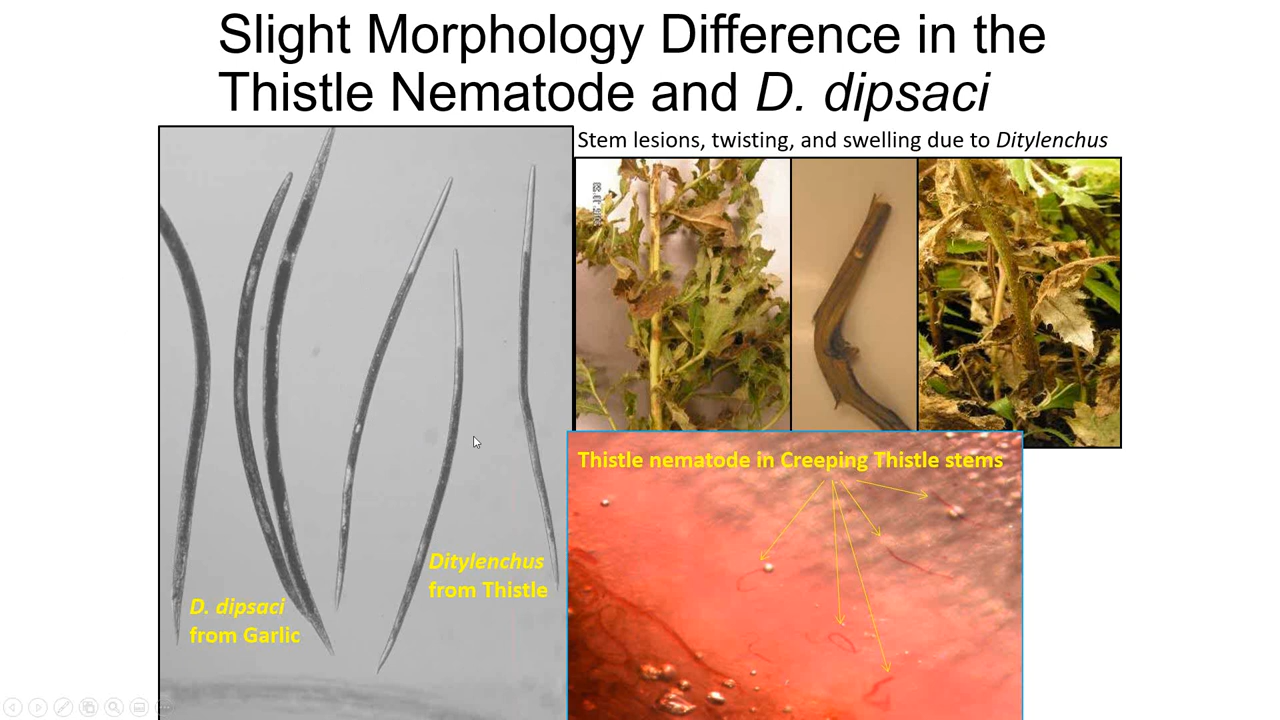 Slight Morphology Difference in the
Thistle Nematode and D. dipsaci
Stem lesions, twisting, and swelling due to Ditylenchus
Thistle nematode in Creeping Thistle stems
Ditylenchus
from Thistle
D. dipsaci
from Garlic